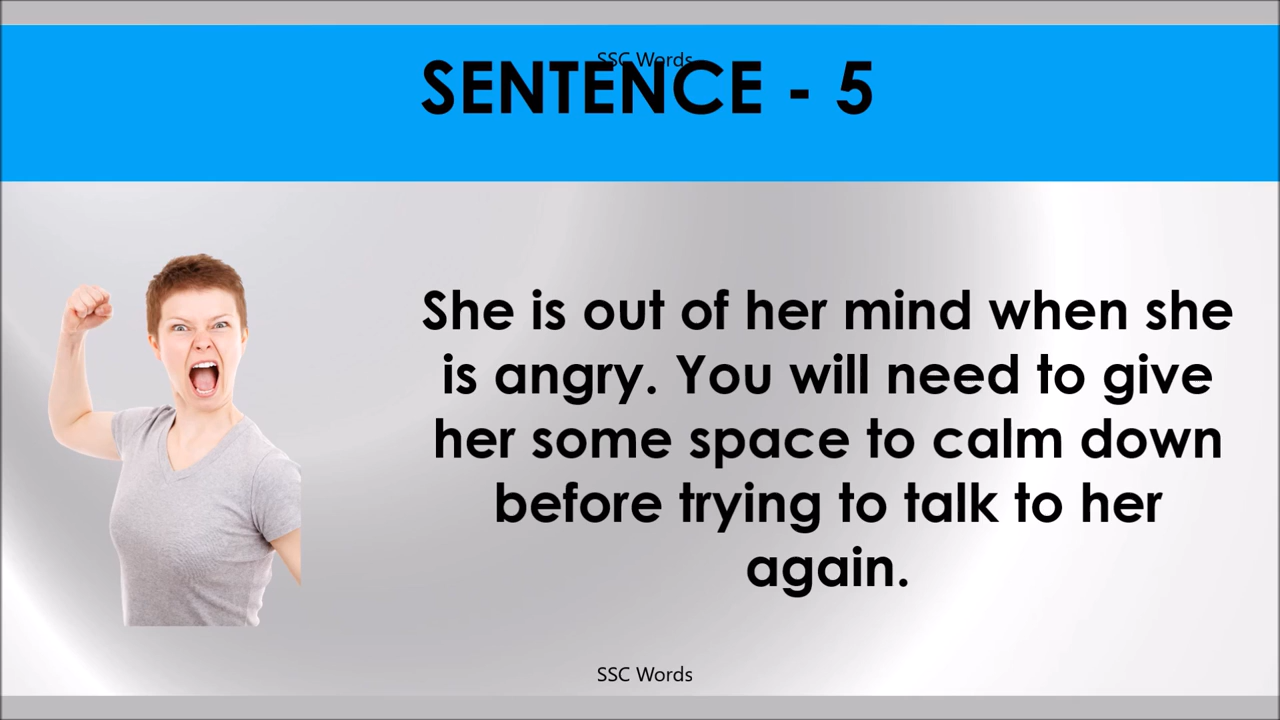 SSC Words
SENTENCE - 5
She is out of her mind when she
is angry. You will need to give
her some space to calm down
before trying to talk to her
again.
SSC Words